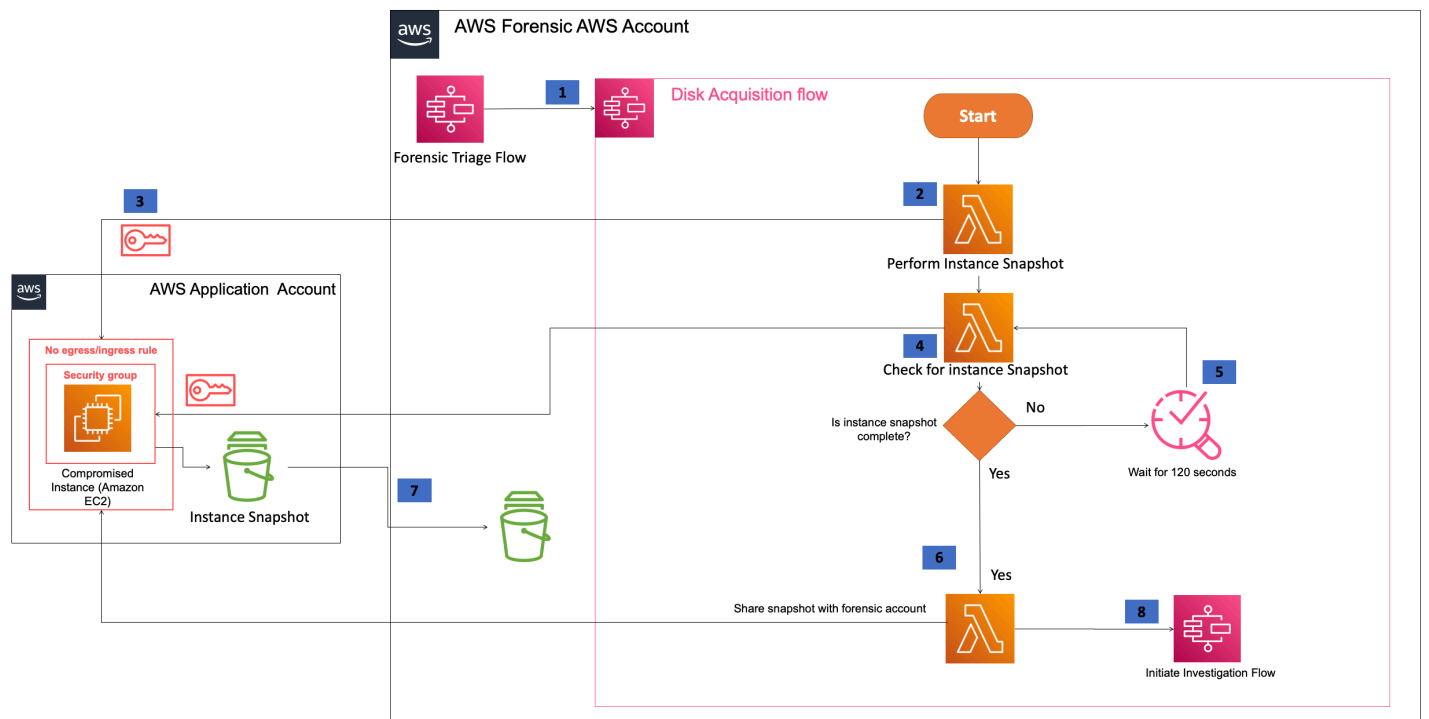 aws
AWS Forensic AWS Account
1
Disk Acquisition flow
Start
Forensic Triage Flow
3
2
Perform Instance Snapshot
aws
AWS Application  Account
No egress/ingress rule
Security group
4
Check for instance Snapshot
5
Is instance snapshot
complete?
No
Wait for 120 seconds
Yes
Compromised
Instance (Amazon
EC2)
Instance Snapshot
7
6
Yes
Share snapshot with forensic account
8
Initiate Investigation Flow